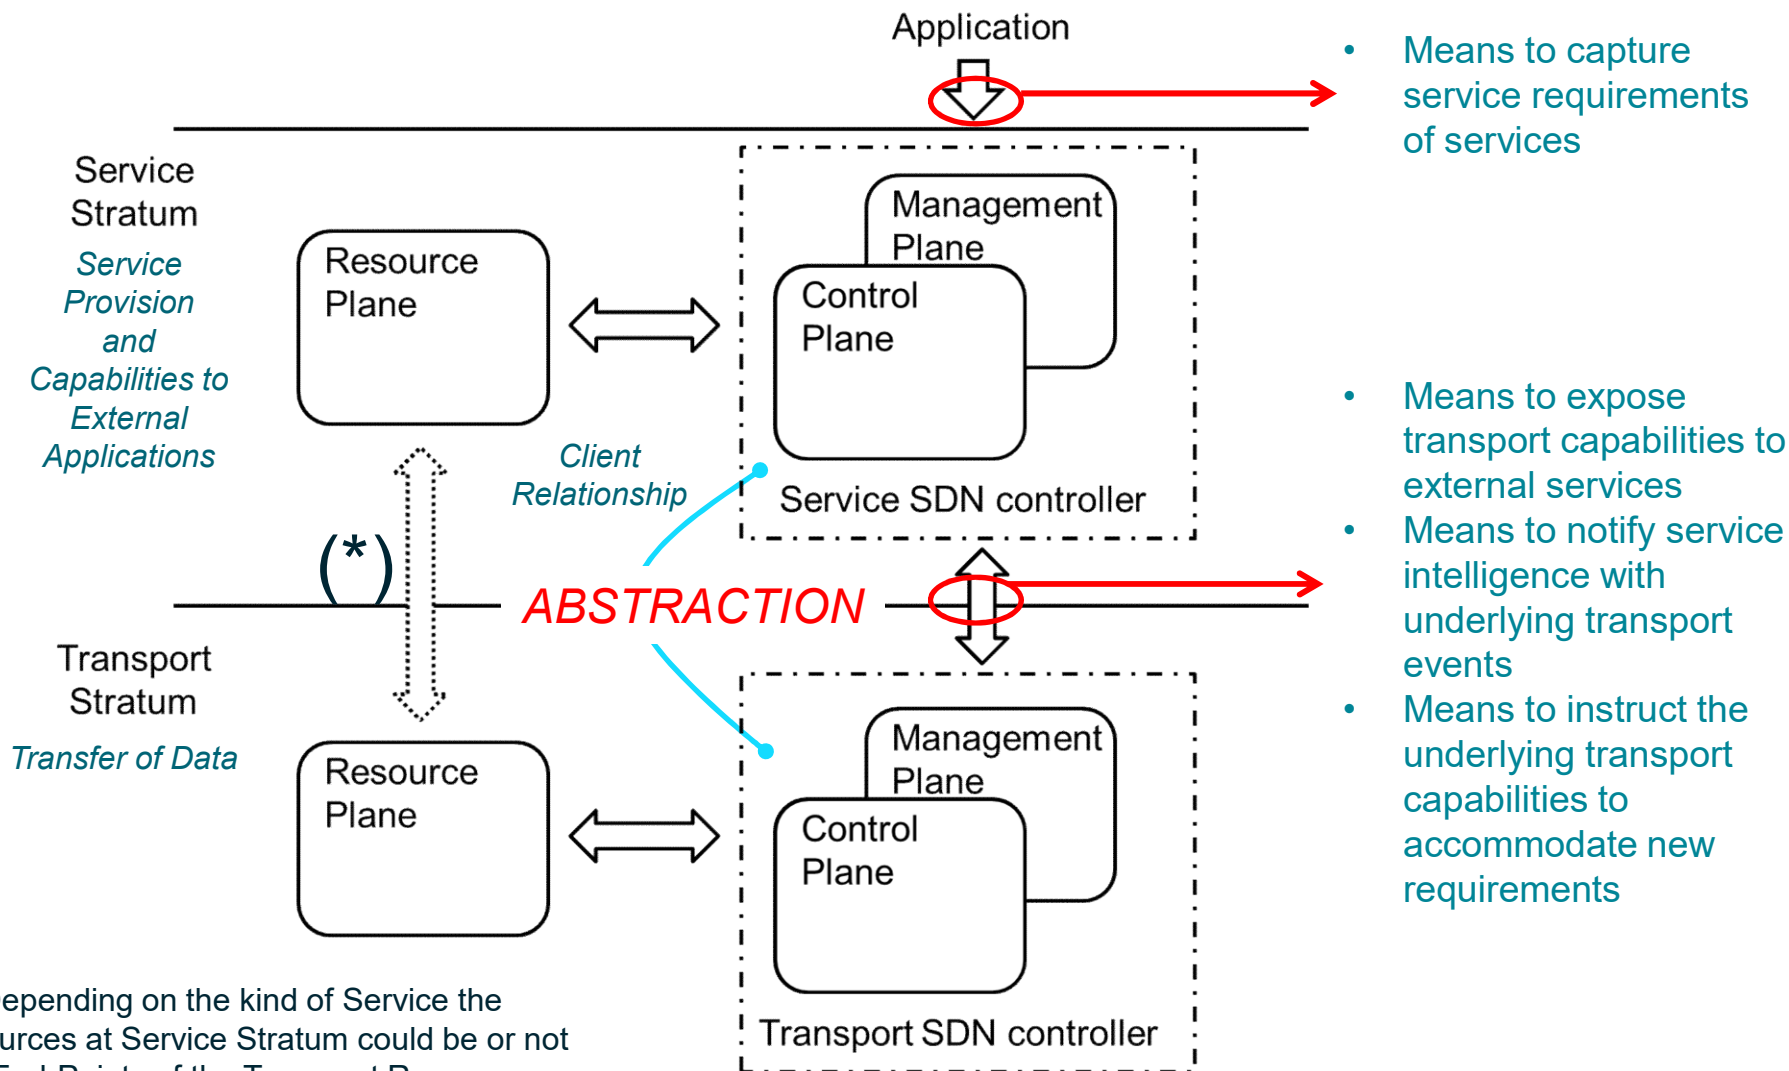 Application
• Means to capture
service requirements
of services
Service
Stratum
Service
Provision
and
Capabilities to
External
Applications
Resource
Plane
Management
Plane
Control
Plane
Service SDN controller
Client
Relationship
(*)
ABSTRACTION
• Means to expose
transport capabilities to
external services
• Means to notify service
intelligence with
underlying transport
events
• Means to instruct the
underlying transport
capabilities to
accommodate new
requirements
Transport
Stratum
Transfer of Data
Resource
Plane
Management
Plane
Control
Plane
Transport SDN controller
on the kind of Service the
at Service Stratum could be or not
of the